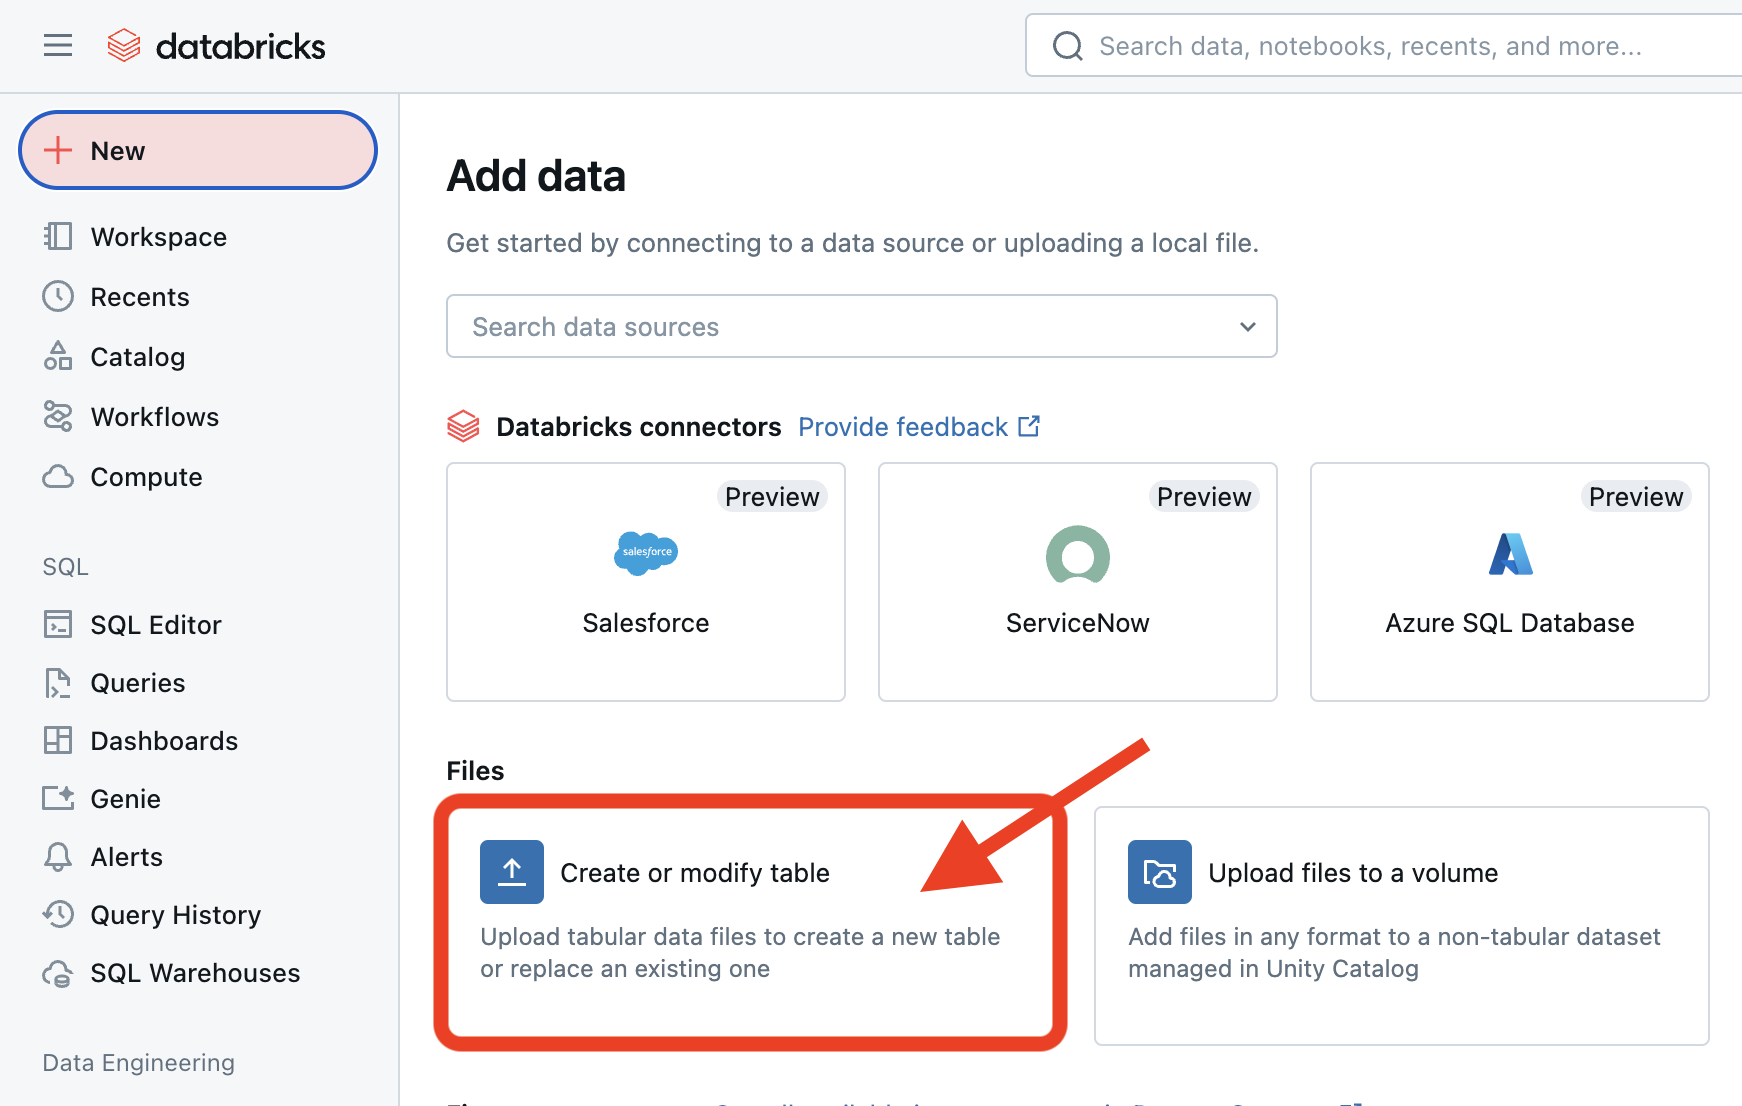 databricks
Search data, notebooks, recents, and more...
New
Workspace
Recents
Catalog
Workflows
Compute
SQL
SQL Editor
Queries
Dashboards
Genie
Alerts
Query History
SQL Warehouses
Data Engineering
Add data
Get started by connecting to a data source or uploading a local file.
Search data sources
Databricks connectors Provide feedback
Preview
salesforce
Salesforce
Preview
ServiceNow
Preview
Azure SQL Database
Files
Create or modify table
Upload tabular data files to create a new table
or replace an existing one
Upload files to a volume
Add files in any format to a non-tabular dataset
managed in Unity Catalog